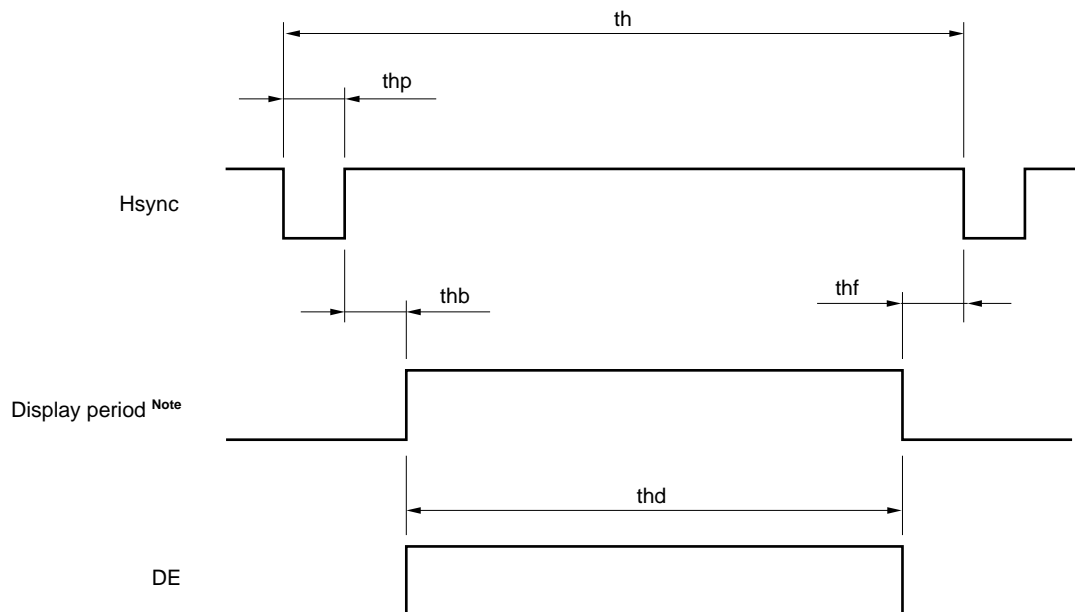 th
thp
Hsync
thb
thf
Display period Note
thd
DE